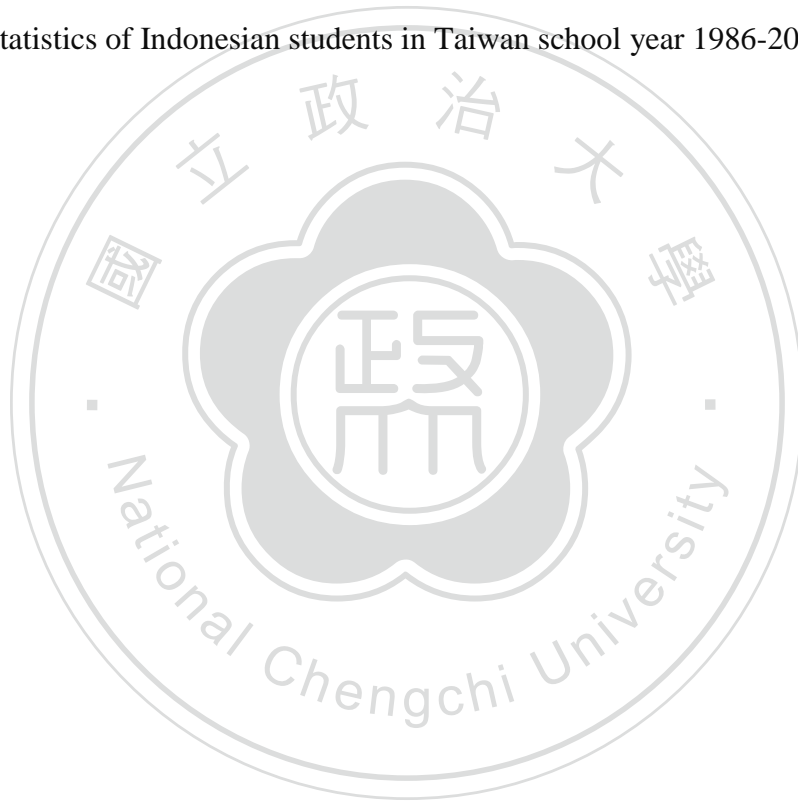 tatistics of Indonesian students in Taiwan school year 1986-20
國立政治大學
政
National Chengchi University